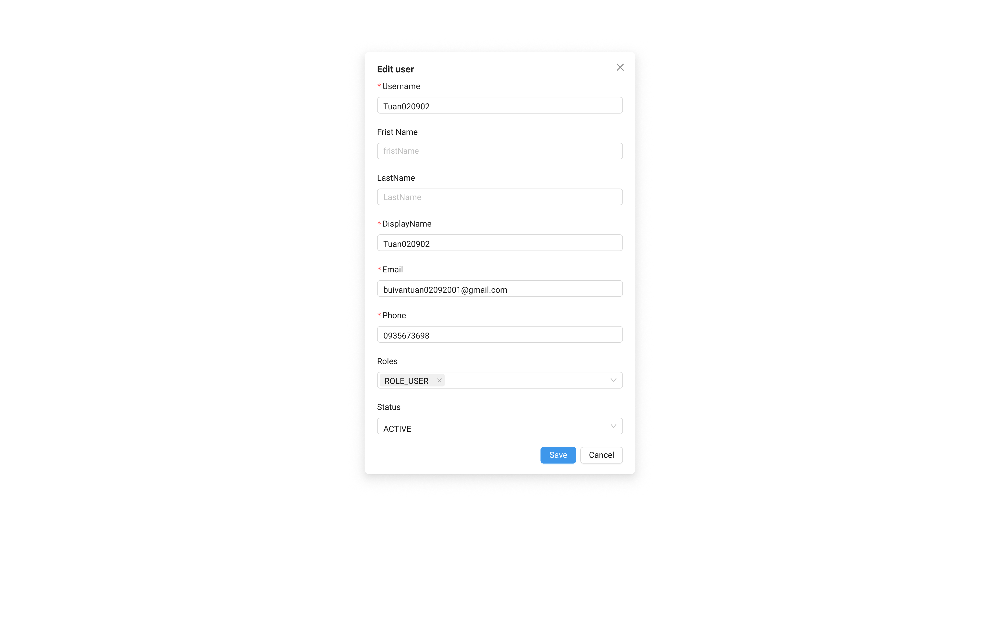 Edit user
* Username
Tuan020902
Frist Name
fristName
LastName
LastName
* DisplayName
Tuan020902
* Email
buivantuan02092001@gmail.com
* Phone
0935673698
Roles
ROLE_USER
Status
ACTIVE
Save Cancel